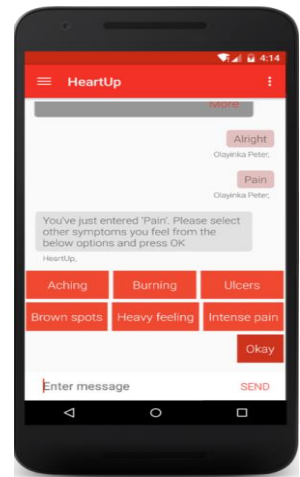 4:14
HeartUp
More
Alright
Olayinka Peter,
Pain
Olayinka Peter,
You've just entered 'Pain'. Please select
other symptoms you feel from the
below options and press OK
HeartUp,
Aching Burning Ulcers
Brown spots Heavy feeling Intense pain
Okay
Enter message SEND